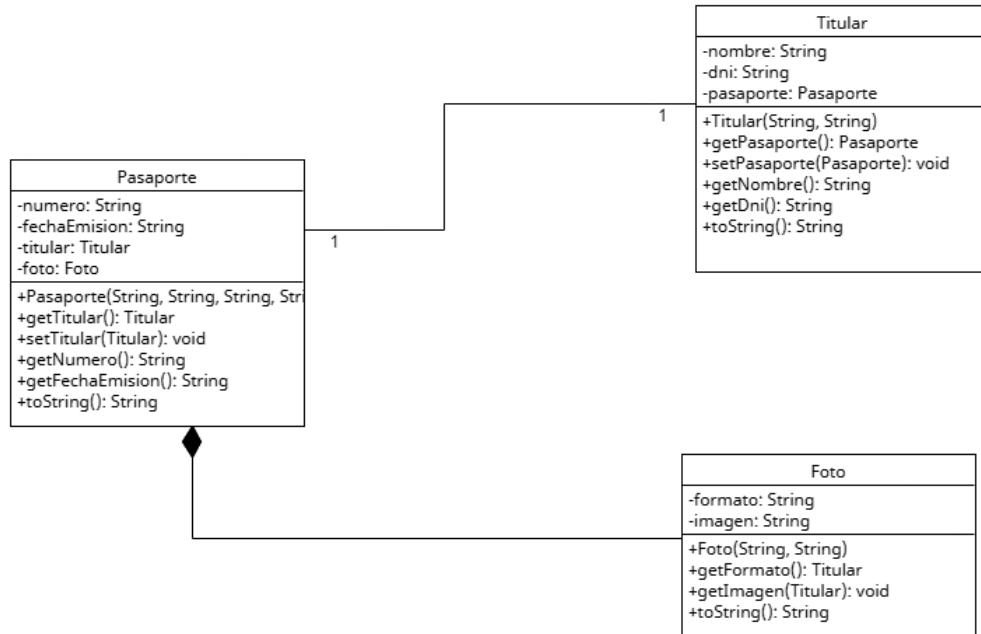 Titular
-nombre: String
-dni: String
-pasaporte: Pasaporte
+Titular(String, String)
+getPasaporte(): Pasaporte
+setPasaporte(Pasaporte): void
+getNombre(): String
+getDni(): String
+toString(): String
1
1
Pasaporte
-numero: String
-fechaEmision: String
-titular: Titular
-foto: Foto
+Pasaporte(String, String, String, Stri
+getTitular(): Titular
+setTitular(Titular): void
+getNumero(): String
+getFechaEmision(): String
+toString(): String
Foto
-formato: String
-imagen: String
+Foto(String, String)
+getFormato(): Titular
+getImagen(Titular): void
+toString(): String